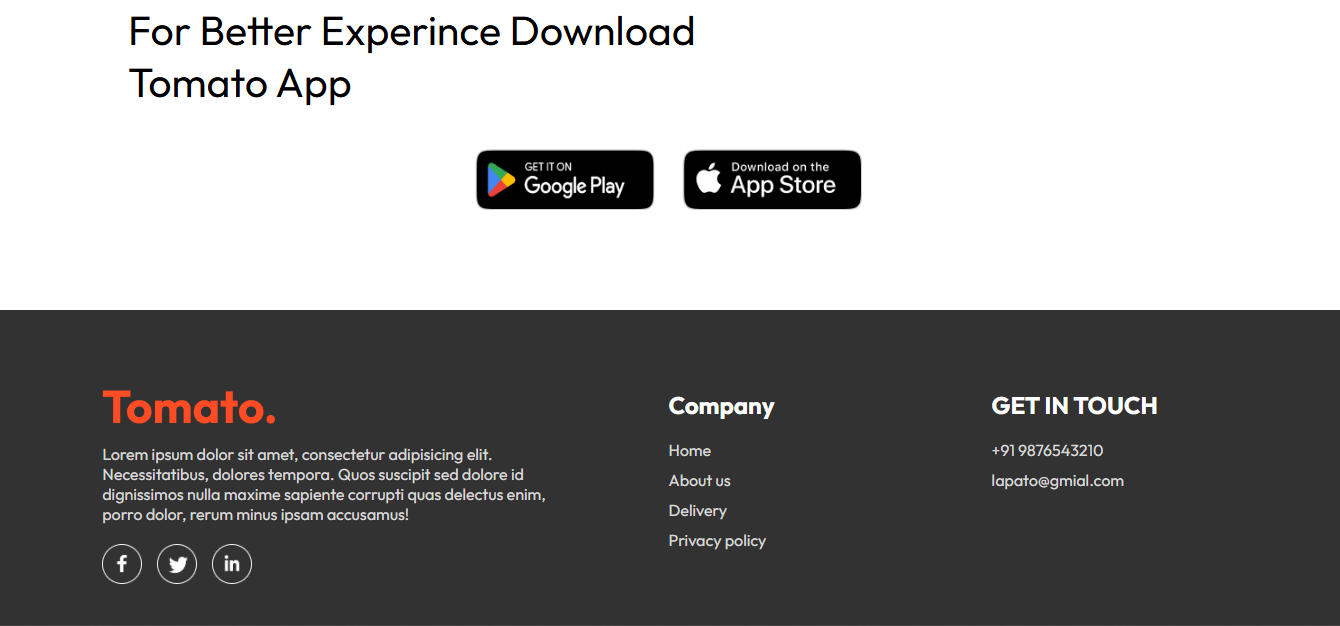 For Better Experince Download
Tomato App
GET IT ON
Google Play
Download on the
App Store
Tomato.
Lorem ipsum dolor sit amet, consectetur adipisicing elit.
Necessitatibus, dolores tempora. Quos suscipit sed dolore id
dignissimos nulla maxime sapiente corrupti quas delectus enim,
porro dolor, rerum minus ipsam accusamus!
Company
Home
About us
Delivery
Privacy policy
GET IN TOUCH
+91 9876543210
lapato@gmial.com